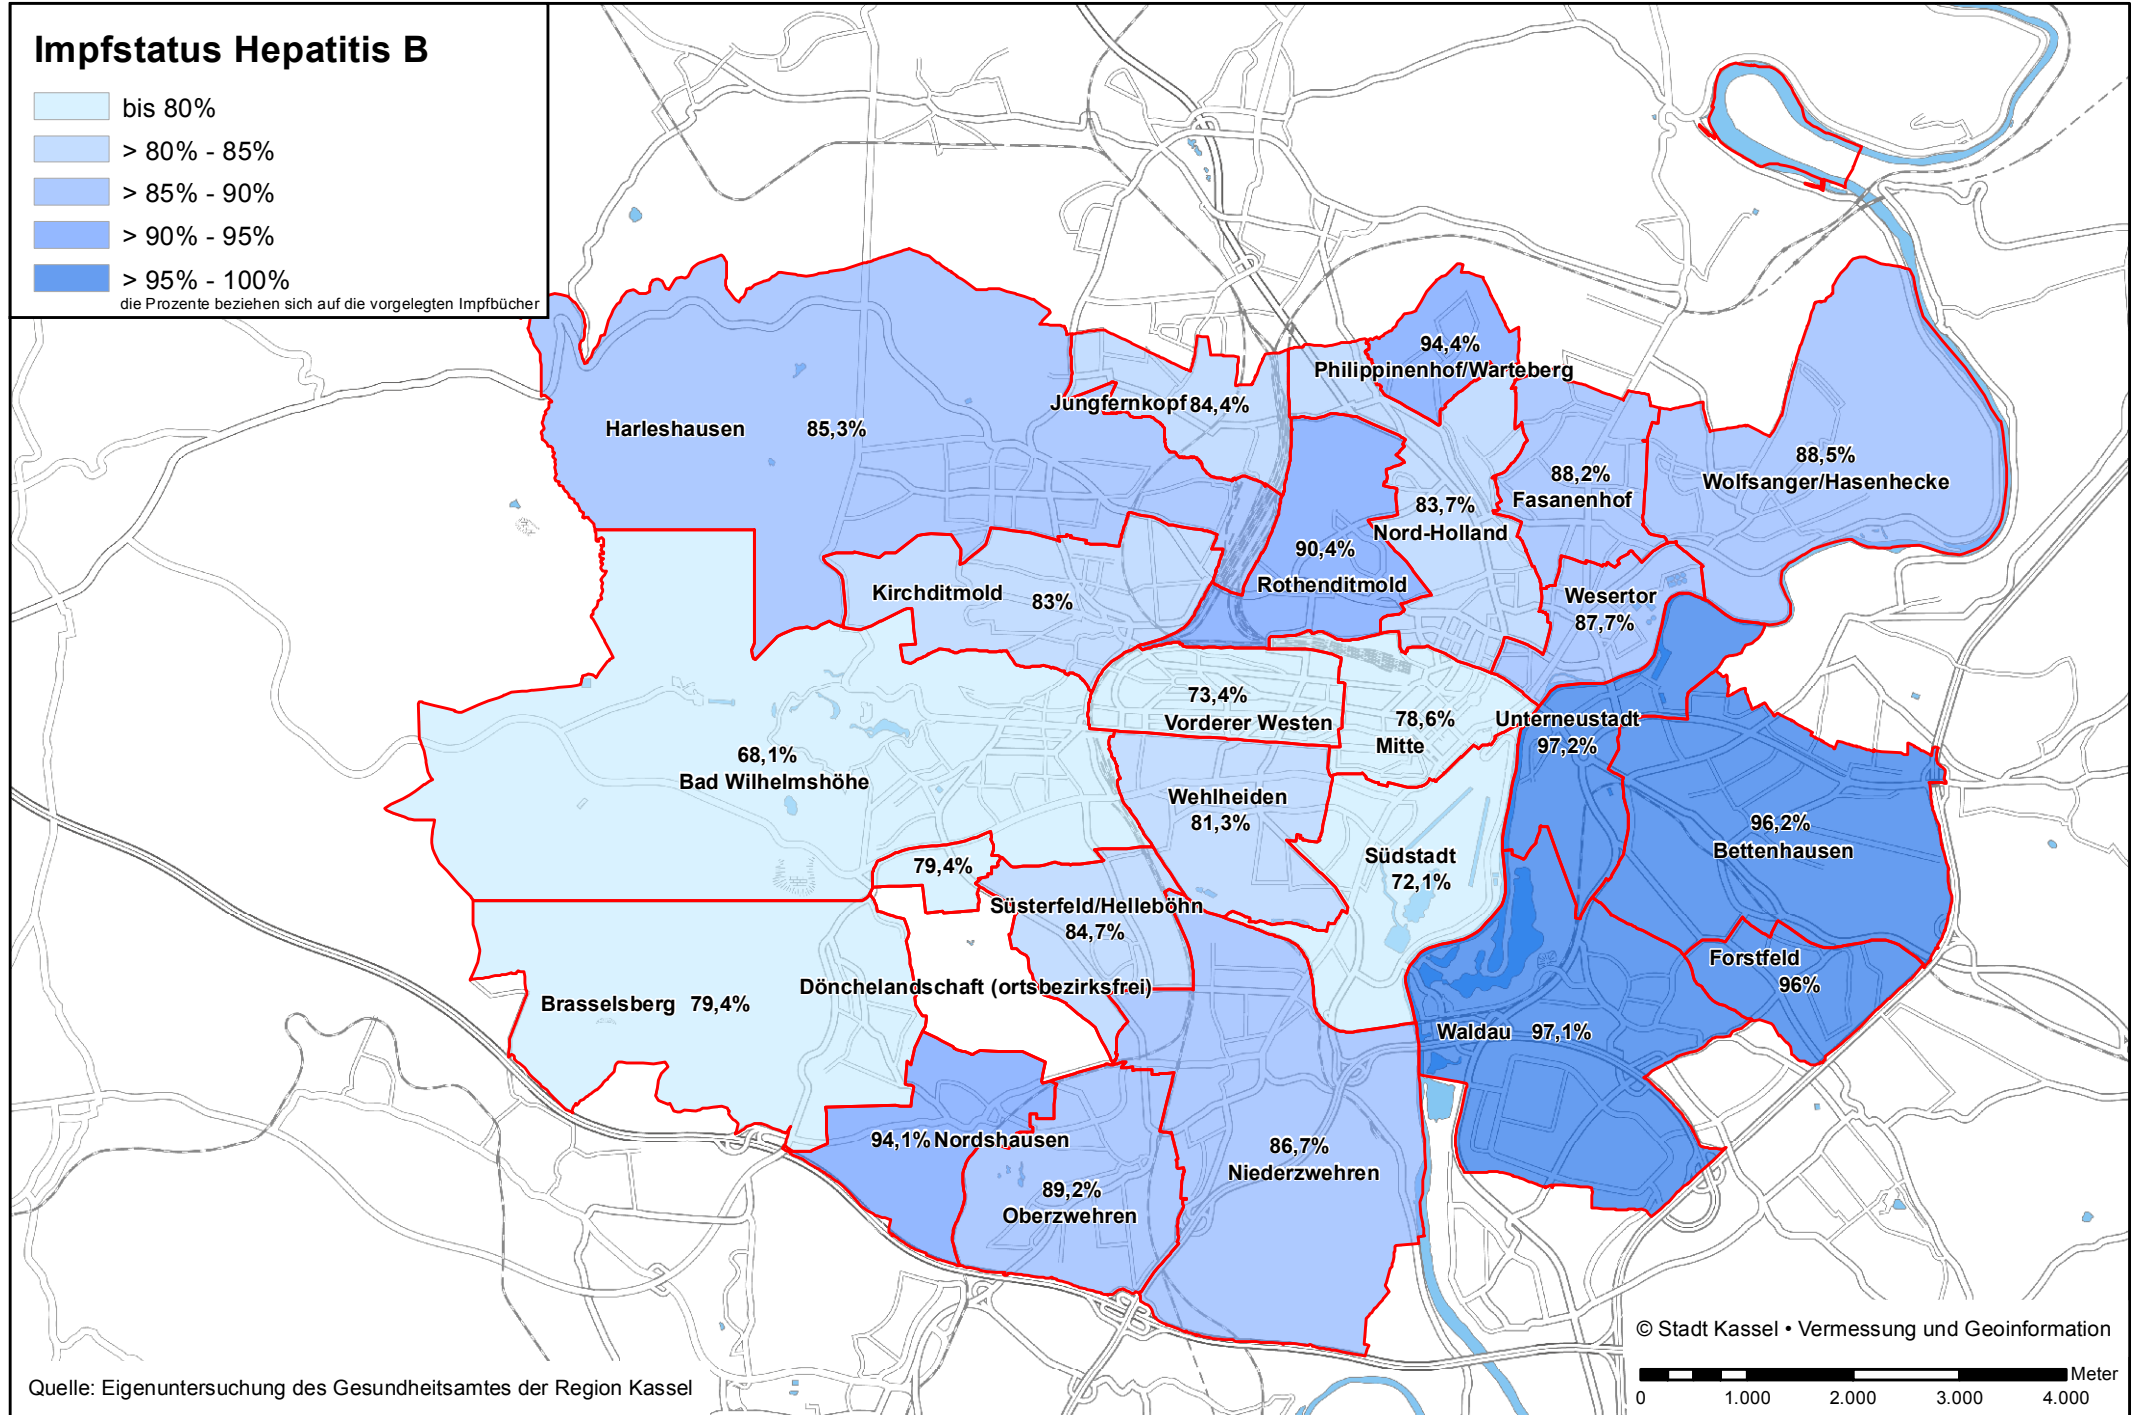 Impfstatus Hepatitis B
bis 80%
> 80% - 85%
> 85% - 90%
> 90% - 95%
> 95% - 100%
die Prozente beziehen sich auf die vorgelegten Impfbücher
94,4%
Philippinenhof/Warteberg
Jungfernkopf 84,4%
Harleshausen 85,3%
88,5%
Wolfsanger/Hasenhecke
88,2%
Fasanenhof
83,7%
Nord-Holland
90,4%
Rothenditmold
Kirchditmold 83%
Wesertor
87,7%
73,4%
Vorderer Westen
78,6%
Mitte
Unterneustadt
97,2%
68,1%
Bad Wilhelmshöhe
Wehlheiden
81,3%
96,2%
Bettenhausen
Südstadt
72,1%
79,4%
Süsterfeld/Helleböhn
84,7%
Forstfeld
96%
Dönchelandschaft (ortsbezirksfrei)
Brasselsberg 79,4%
Waldau 97,1%
94,1% Nordshausen
86,7%
Niederzwehren
89,2%
Oberzwehren
© Stadt Kassel • Vermessung und Geoinformation
Meter
0 1.000 2.000 3.000 4.000
Quelle: Eigenuntersuchung des Gesundheitsamtes der Region Kassel